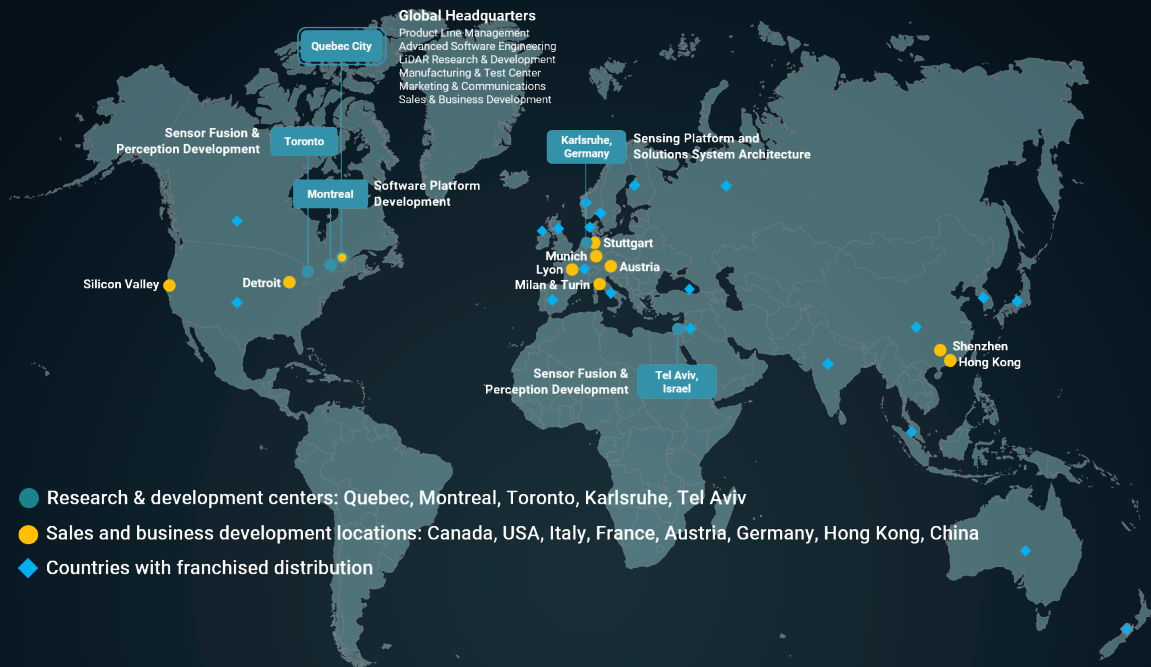 Global Headquarters
Quebec City
Product Line Management
Advanced Software Engineering
LiDAR Research & Development
Manufacturing & Test Center
Marketing & Communications
Sales & Business Development
Sensor Fusion &
Perception Development
Toronto
Karlsruhe,
Germany
Sensing Platform and
Solutions System Architecture
Montreal
Software Platform
Development
Stuttgart
Munich
Lyon
Austria
Milan & Turin
Silicon Valley
Detroit
Shenzhen
Hong Kong
Sensor Fusion &
Perception Development
Tel Aviv,
Israel
Research & development centers: Quebec, Montreal, Toronto, Karlsruhe, Tel Aviv
Sales and business development locations: Canada, USA, Italy, France, Austria, Germany, Hong Kong, China
Countries with franchised distribution